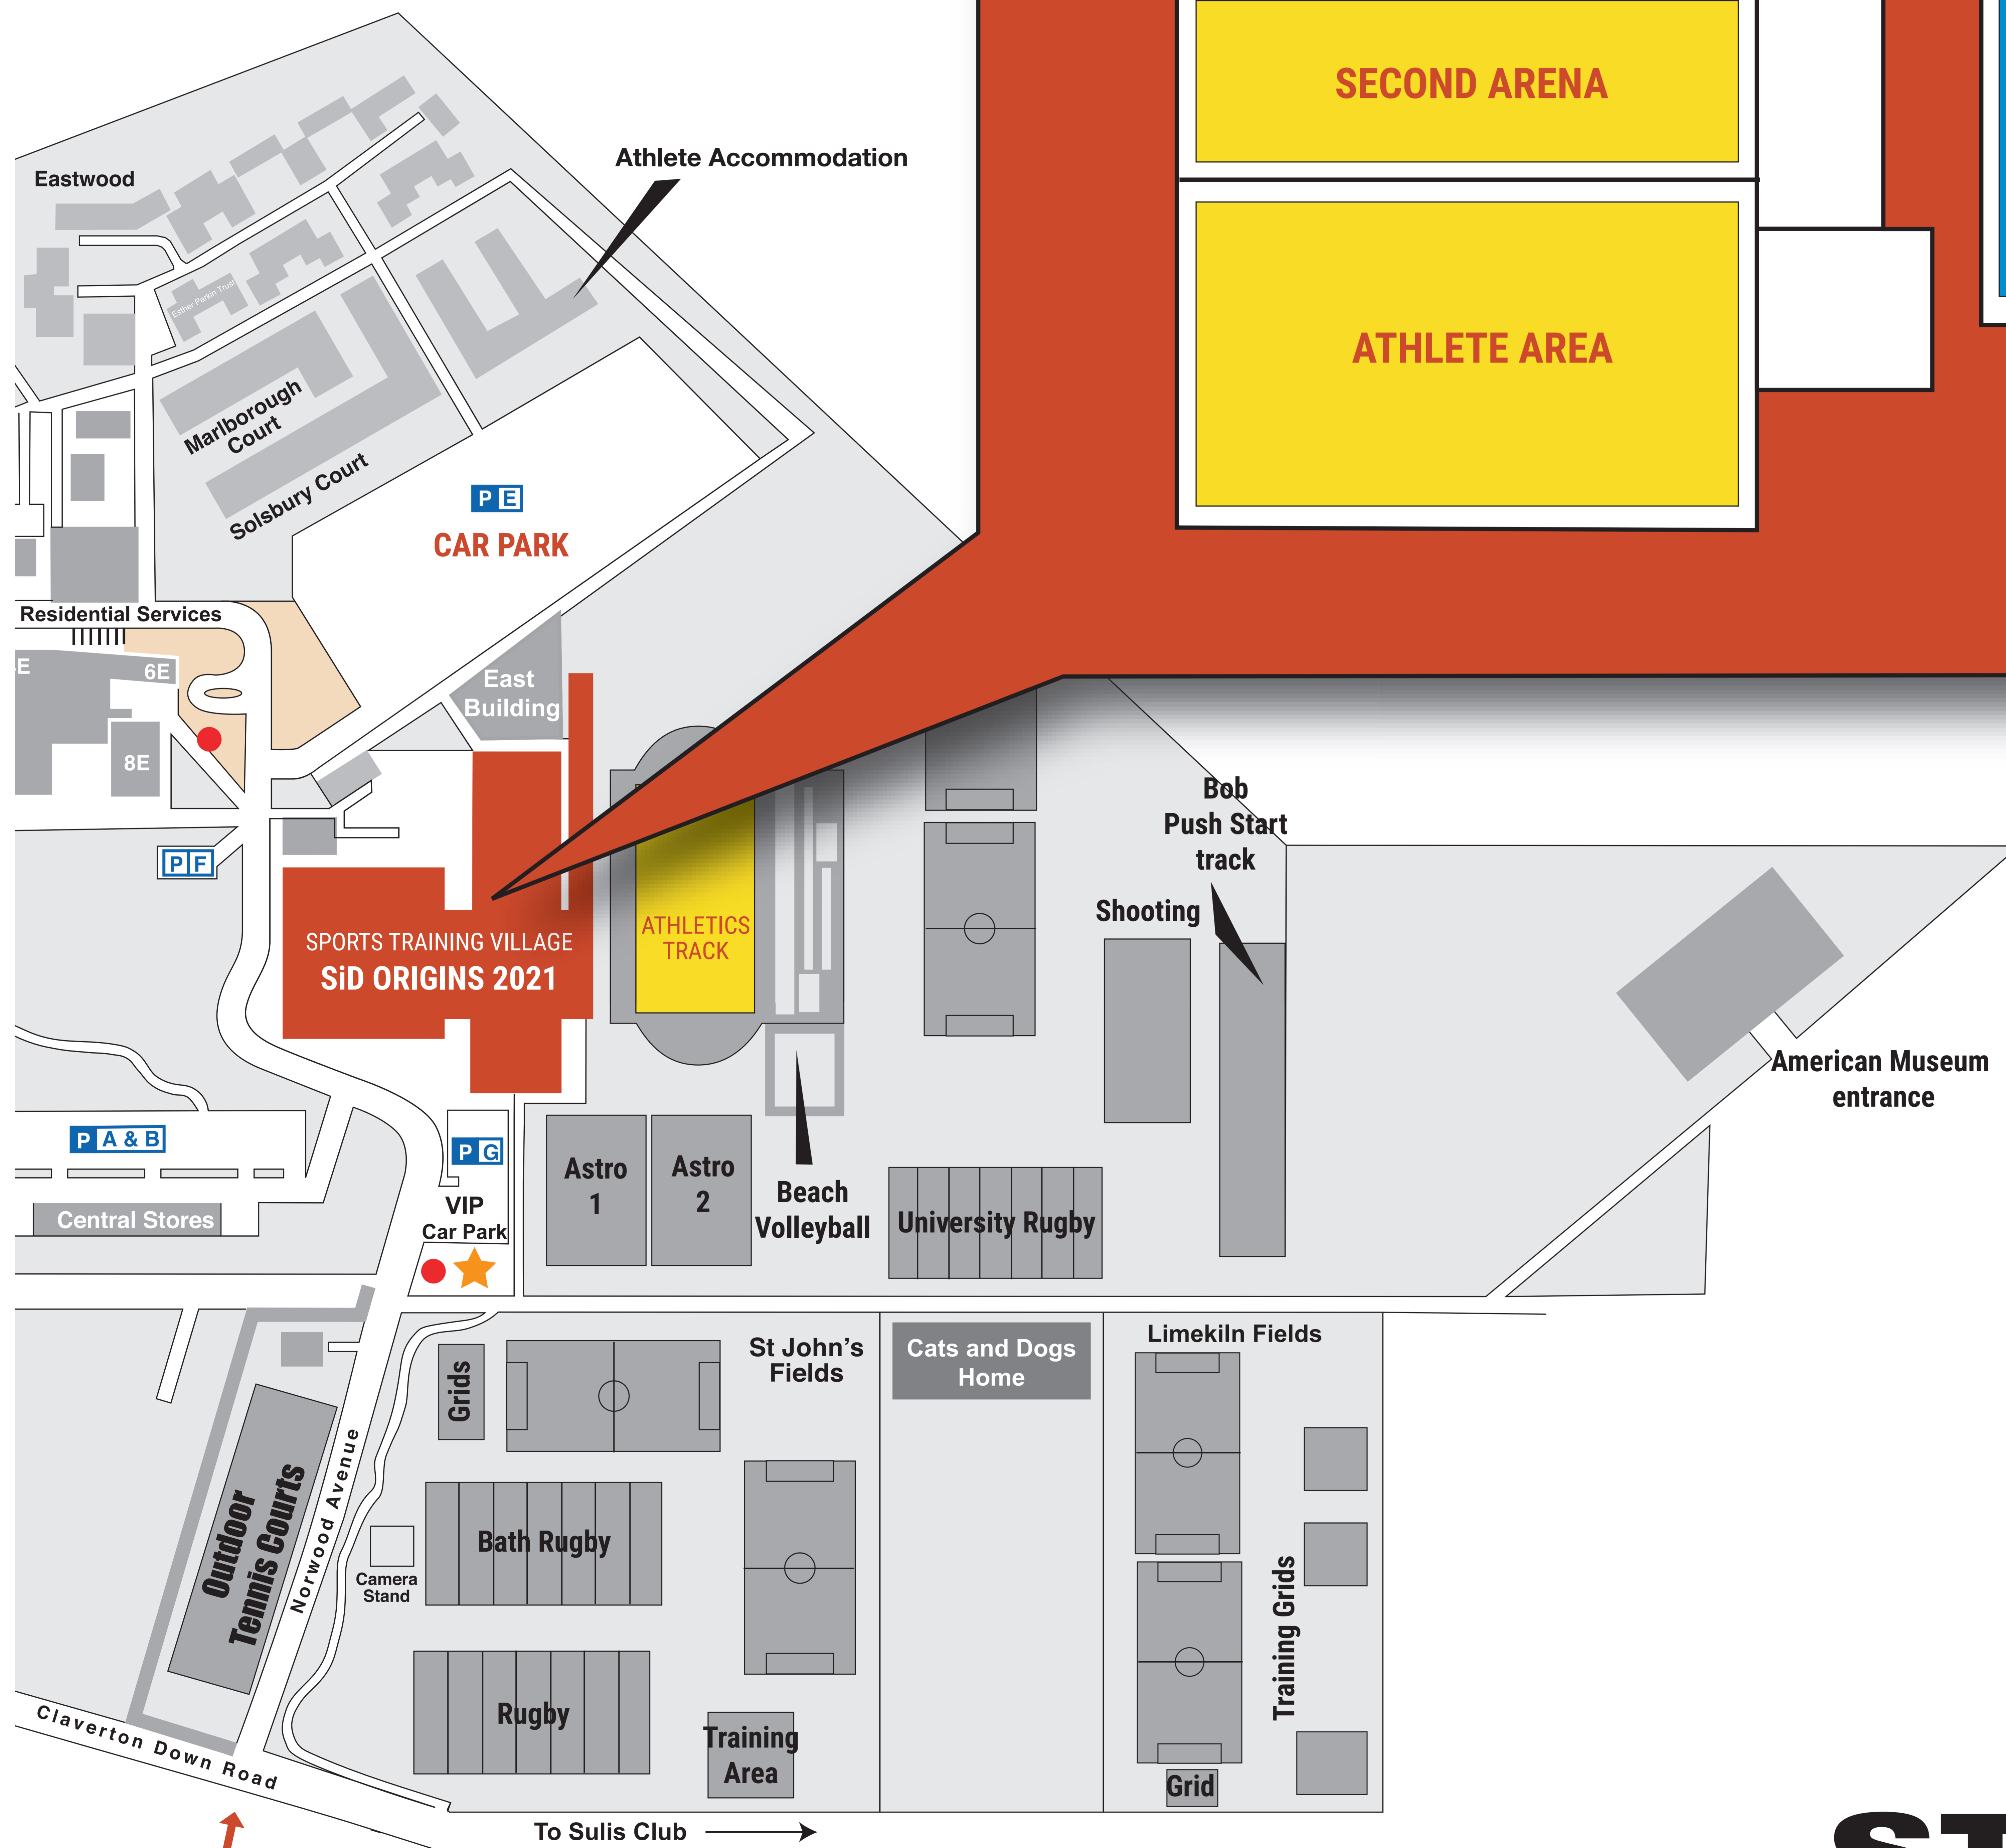 SECOND ARENA
ATHLETE AREA
Athlete Accommodation
Eastwood
Esther Parkin Trust
Marlborough
Court
Solsbury Court
P E
CAR PARK
Residential Services
E
6E
8E
East
Building
P F
SPORTS TRAINING VILLAGE
SiD ORIGINS 2021
ATHLETICS
TRACK
Bob
Push Start
track
Shooting
American Museum
entrance
P A & B
Central Stores
P G
VIP
Car Park
Astro
1
Astro
2
Beach
Volleyball
University Rugby
Grids
St John's
Fields
Cats and Dogs
Home
Limekiln Fields
Outdoor
Tennis Courts
Norwood Avenue
Camera
Stand
Bath Rugby
Rugby
Training
Area
Training Grids
Grid
Claverton Down Road
To Sulis Club